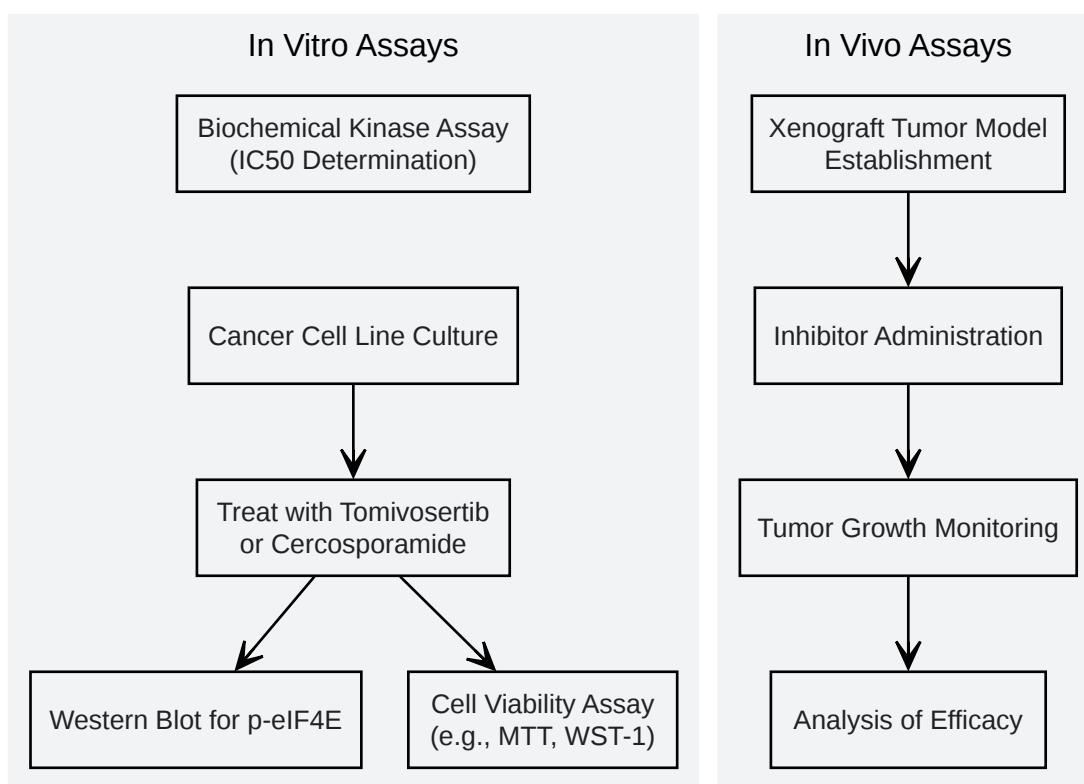 In Vitro Assays
Biochemical Kinase Assay
(IC50 Determination)
Cancer Cell Line Culture
Treat with Tomivosertib
or Cercosporamide
Western Blot for p-eIF4E
Cell Viability Assay
(e.g., MTT, WST-1)
In Vivo Assays
Xenograft Tumor Model
Establishment
Inhibitor Administration
Tumor Growth Monitoring
Analysis of Efficacy